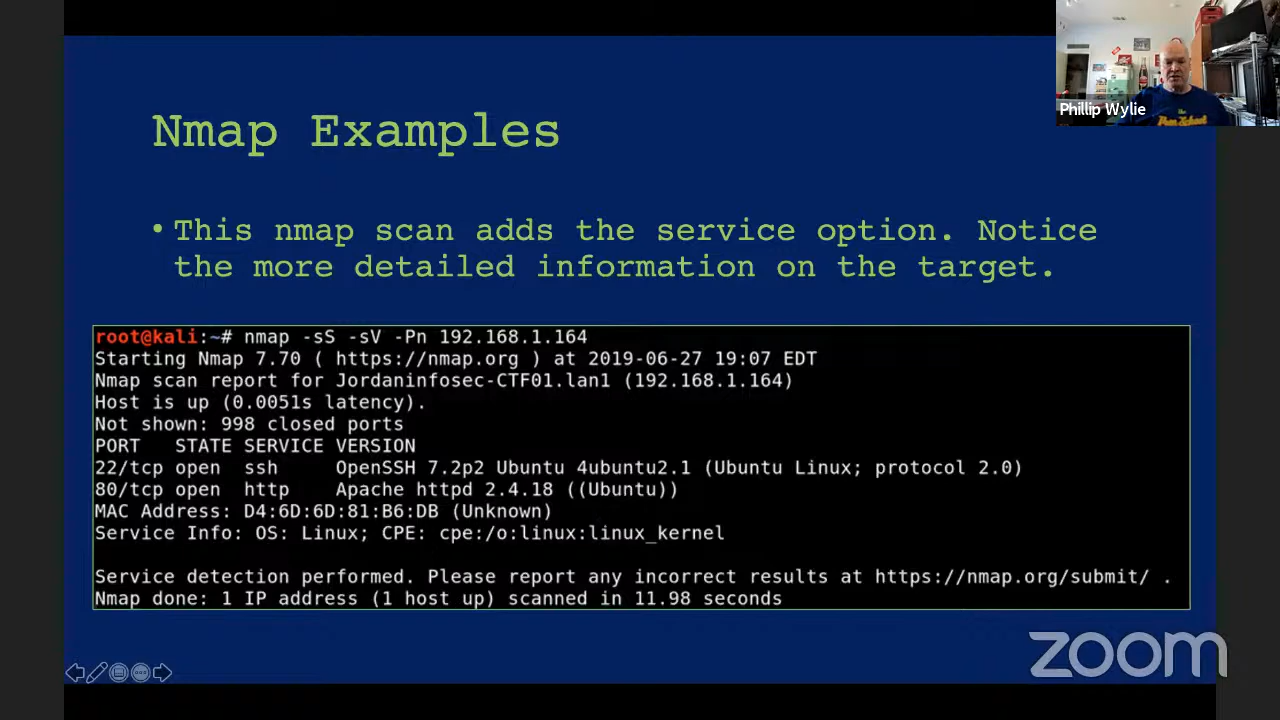 Nmap Examples
Phillip Wylie
• This nmap scan adds the service option. Notice
the more detailed information on the target.
root@kali:~# nmap -sS -sV -Pn 192.168.1.164
Starting Nmap 7.70 ( https://nmap.org ) at 2019-06-27 19:07 EDT
Nmap scan report for Jordaninfosec-CTF01.lan1 (192.168.1.164)
Host is up (0.0051s latency).
Not shown: 998 closed ports
PORT   STATE SERVICE VERSION
22/tcp open  ssh     OpenSSH 7.2p2 Ubuntu 4ubuntu2.1 (Ubuntu Linux; protocol 2.0)
80/tcp open  http    Apache httpd 2.4.18 ((Ubuntu))
MAC Address: D4:6D:6D:81:B6:DB (Unknown)
Service Info: OS: Linux; CPE: cpe:/o:linux:linux_kernel
Service detection performed. Please report any incorrect results at https://nmap.org/submit/ .
Nmap done: 1 IP address (1 host up) scanned in 11.98 seconds
zoom